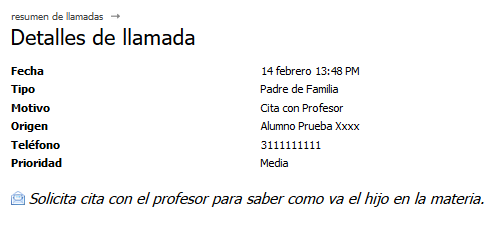 resumen de llamadas →
Detalles de llamada
Fecha 14 febrero 13:48 PM
Tipo Padre de Familia
Motivo Cita con Profesor
Origen Alumno Prueba Xxxx
Teléfono 3111111111
Prioridad Media
Solicita cita con el profesor para saber como va el hijo en la materia.